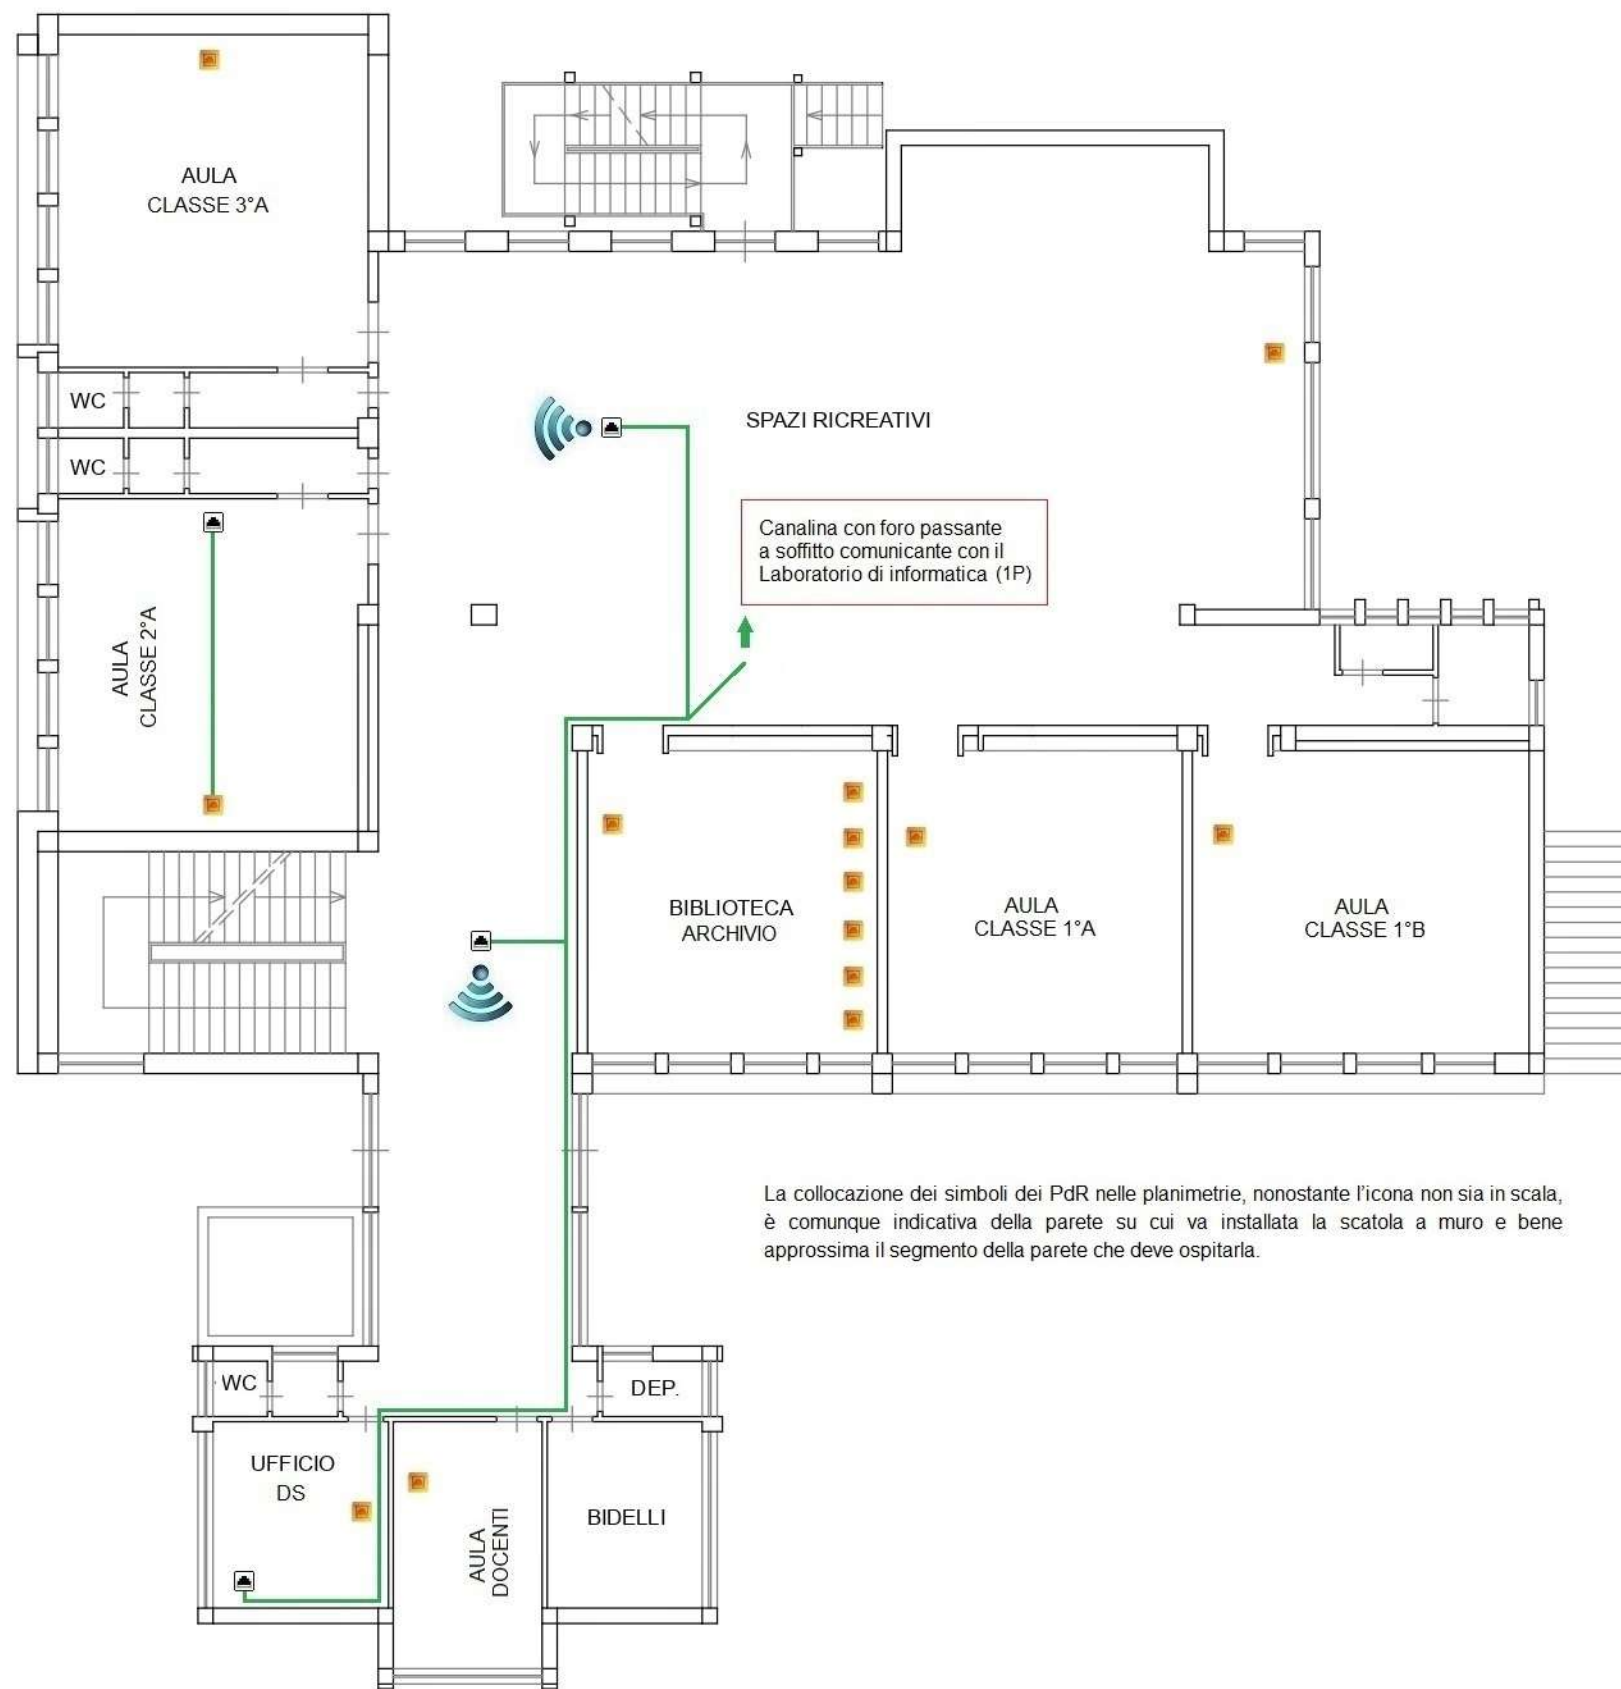 AULA
CLASSE 3°A
WC
WC
SPAZI RICREATIVI
Canalina con foro passante
a soffitto comunicante con il
Laboratorio di informatica (1P)
AULA
CLASSE 2°A
BIBLIOTECA
ARCHIVIO
AULA
CLASSE 1°A
AULA
CLASSE 1°B
La collocazione dei simboli dei PdR nelle planimetrie, nonostante l'icona non sia in scala,
è comunque indicativa della parete su cui va installata la scatola a muro e bene
approssima il segmento della parete che deve ospitarla.
WC
DEP.
UFFICIO
DS
AULA
DOCENTI
BIDELLI